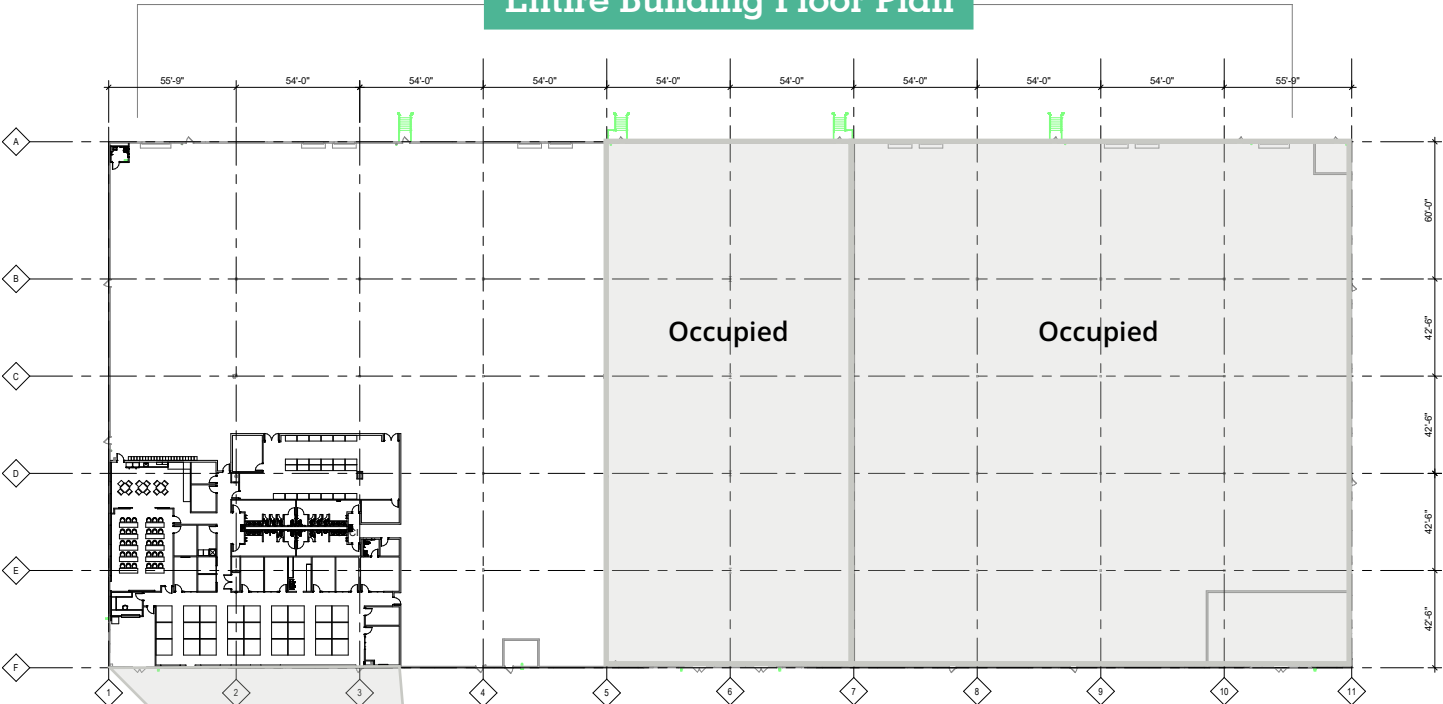 Entire Building Floor Plan
55'-9" 54'-0" 54'-0" 54'-0" 54'-0" 54'-0" 54'-0" 54'-0" 54'-0" 55'-9"
A
60'-0"
B
Occupied Occupied
42'-6"
C
42'-6"
D
42'-6"
E
42'-6"
F
1 2 3 4 5 6 7 8 9 10 11